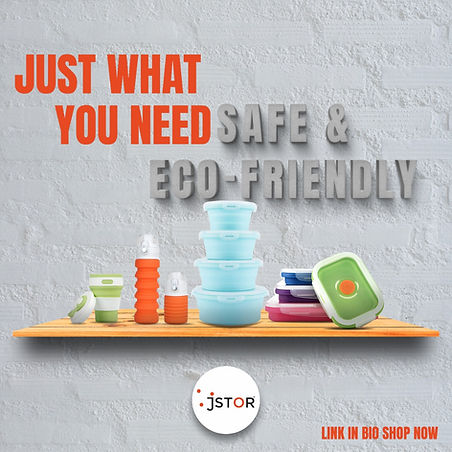 JUST WHAT
YOU NEED SAFE &
ECO-FRIENDLY
jSTOR
LINK IN BIO SHOP NOW